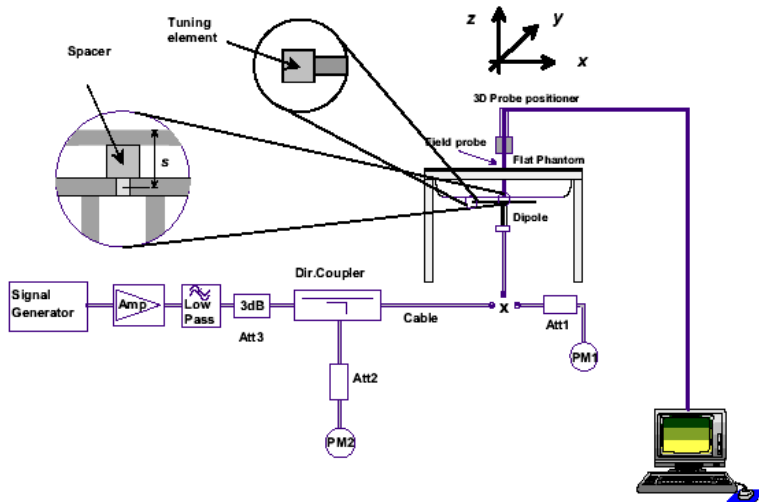 Tuning
element
z
y
x
Spacer
3D Probe positioner
Field probe
s
Flat Phantom
Dipole
Dir.Coupler
Signal
Generator
Amp
Low
Pass
3dB
Att3
Cable
x
Att1
PM1
Att2
PM2